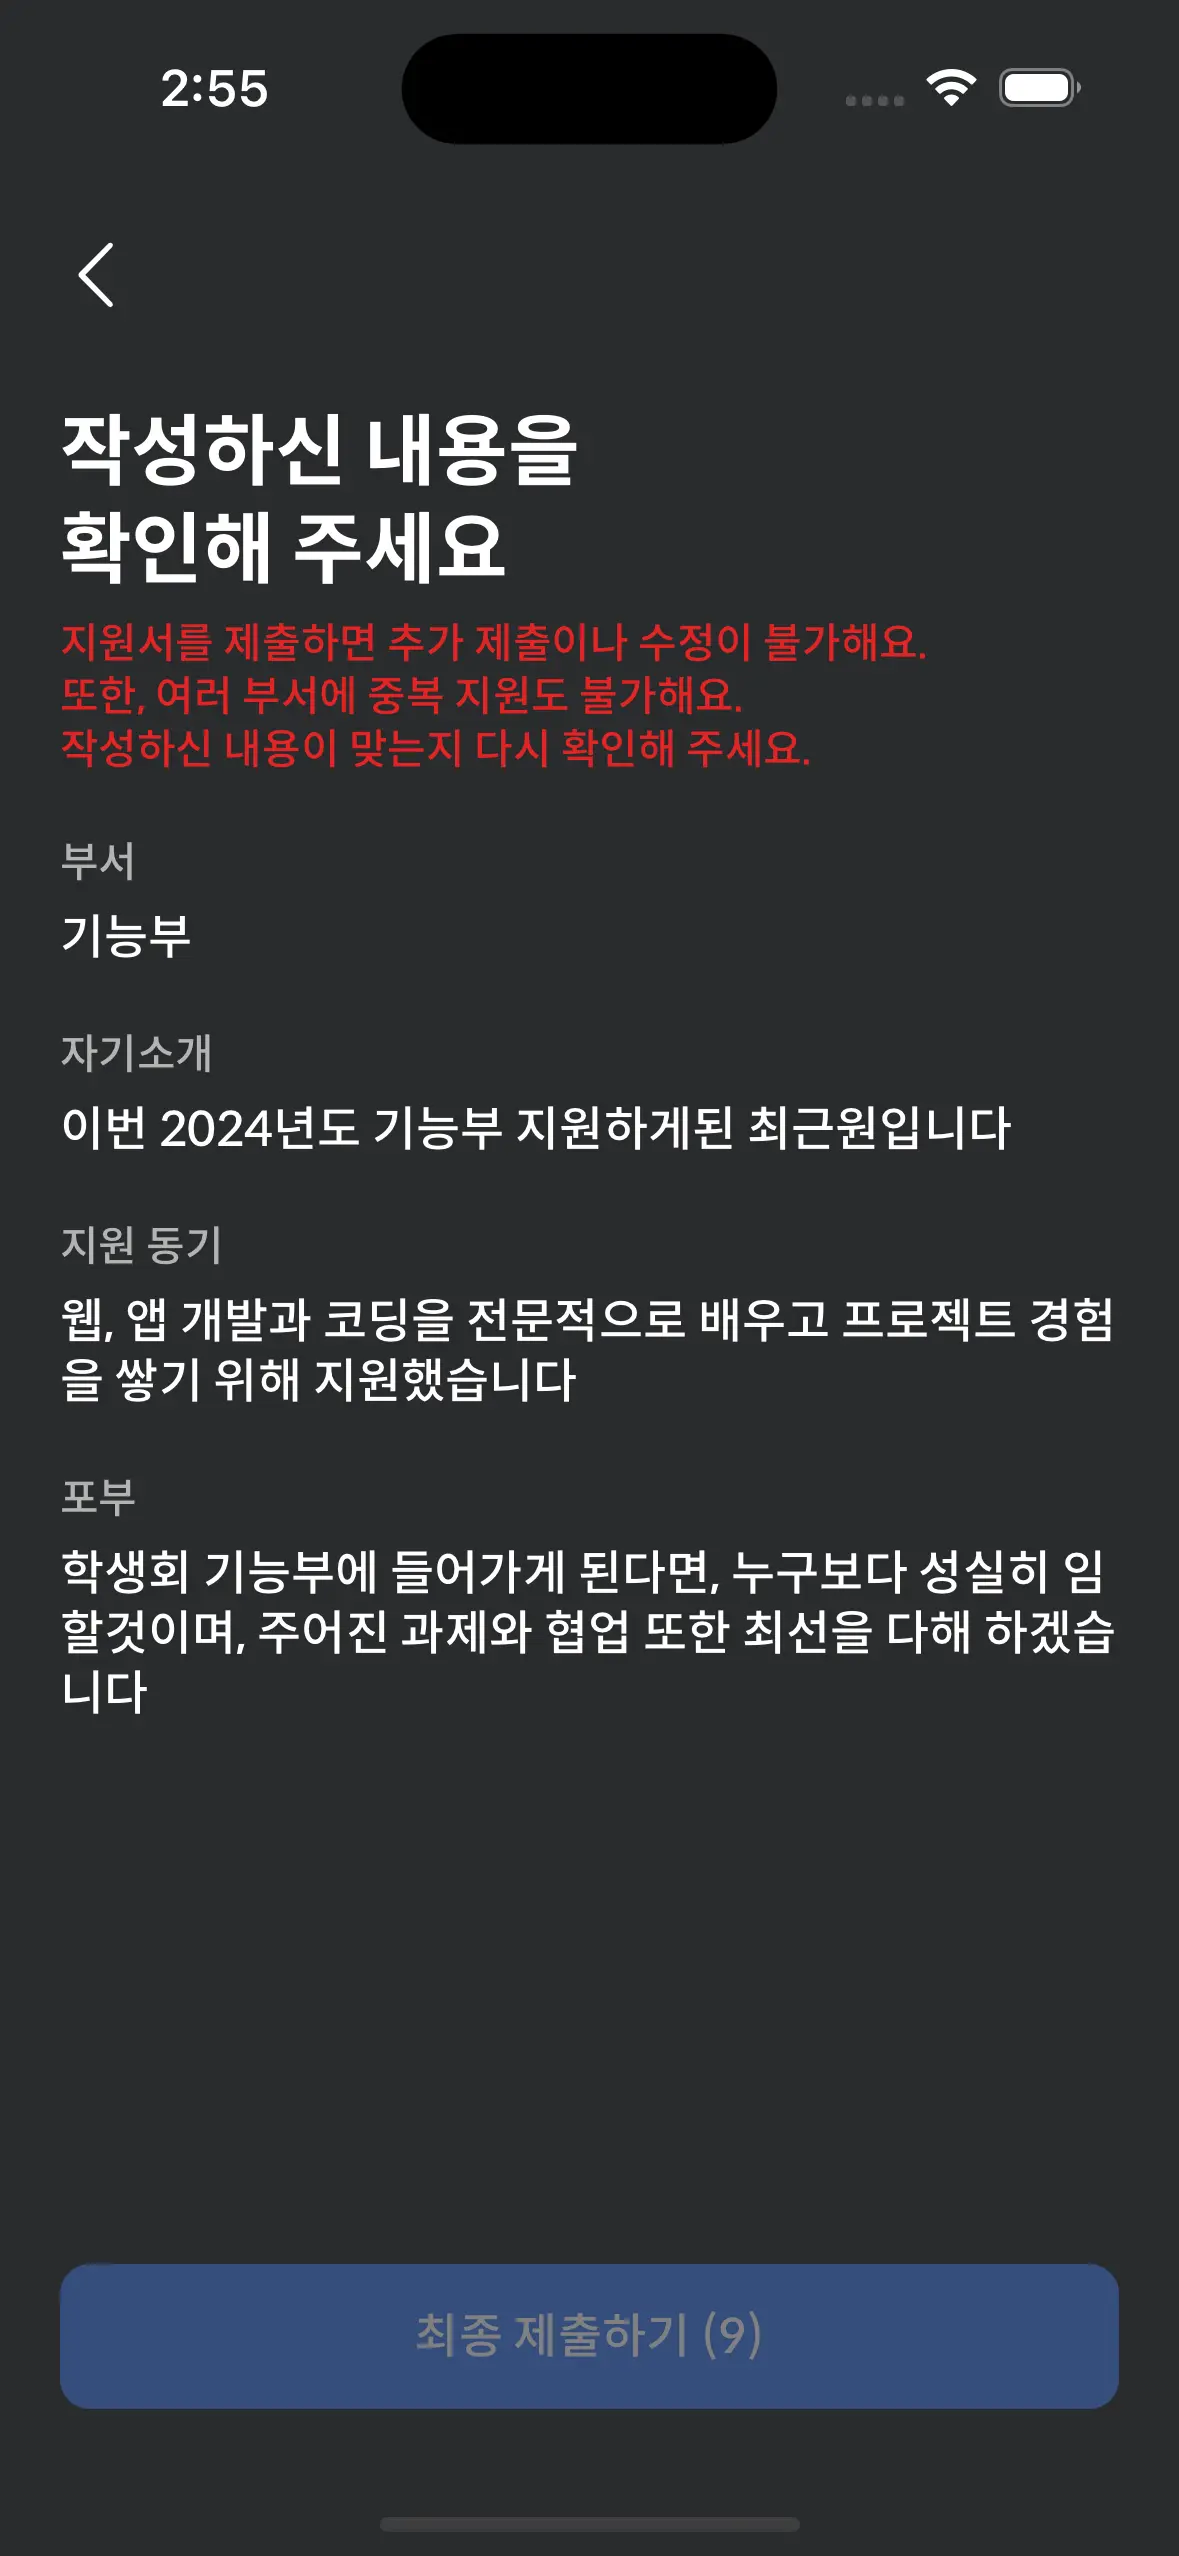 2:55
작성하신 내용을
확인해 주세요
지원서를 제출하면 추가 제출이나 수정이 불가해요.
또한, 여러 부서에 중복 지원도 불가해요.
작성하신 내용이 맞는지 다시 확인해 주세요.
부서
기능부
자기소개
이번 2024년도 기능부 지원하게된 최근원입니다
지원 동기
웹, 앱 개발과 코딩을 전문적으로 배우고 프로젝트 경험
을 쌓기 위해 지원했습니다
포부
학생회 기능부에 들어가게 된다면, 누구보다 성실히 임
할것이며, 주어진 과제와 협업 또한 최선을 다해 하겠습
니다
최종 제출하기 (9)